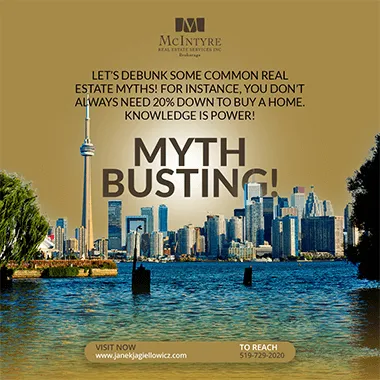 McINTYRE
REAL ESTATE SERVICES INC
Brokerage
LET'S DEBUNK SOME COMMON REAL
ESTATE MYTHS! FOR INSTANCE, YOU DON'T
ALWAYS NEED 20% DOWN TO BUY A HOME.
KNOWLEDGE IS POWER!
MYTH
BUSTING!
VISIT NOW
www.janekjagiellowicz.com
TO REACH
519-729-2020